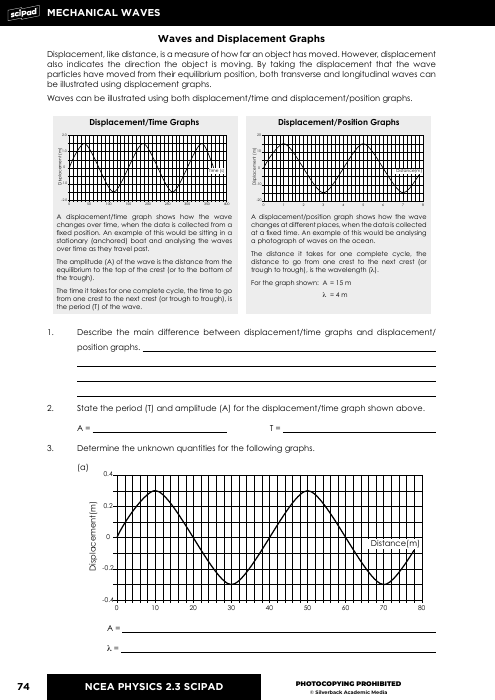 scipad MECHANICAL WAVES
Waves and Displacement Graphs
Displacement, like distance, is a measure of how far an object has moved. However, displacement
also indicates the direction the object is moving. By taking the displacement that the wave
particles have moved from their equilibrium position, both transverse and longitudinal waves can
be illustrated using displacement graphs.
Waves can be illustrated using both displacement/time and displacement/position graphs.
Displacement/Time Graphs
Displacement (m)
Time (s)
A displacement/time graph shows how the wave
changes over time, when the data is collected from a
fixed position. An example of this would be sitting in a
stationary (anchored) boat and analysing the waves
over time as they travel past.
The amplitude (A) of the wave is the distance from the
equilibrium to the top of the crest (or to the bottom of
the trough).
The time it takes for one complete cycle, the time to go
from one crest to the next crest (or trough to trough), is
the period (T) of the wave.
Displacement/Position Graphs
Displacement (m)
Distance(m)
A displacement/position graph shows how the wave
changes at different places, when the data is collected
at a fixed time. An example of this would be analysing
a photograph of waves on the ocean.
The distance it takes for one complete cycle, the
distance to go from one crest to the next crest (or
trough to trough), is the wavelength (λ).
For the graph shown: A = 15 m
λ = 4 m
1. Describe the main difference between displacement/time graphs and displacement/
position graphs.
2. State the period (T) and amplitude (A) for the displacement/time graph shown above.
A = T =
3. Determine the unknown quantities for the following graphs.
(a)
Displacement(m)
0.4
0.2
0
-0.2
-0.4
Distance(m)
0 10 20 30 40 50 60 70 80
A =
λ =
74 NCEA PHYSICS 2.3 SCIPAD PHOTOCOPYING PROHIBITED
© Silverback Academic Media